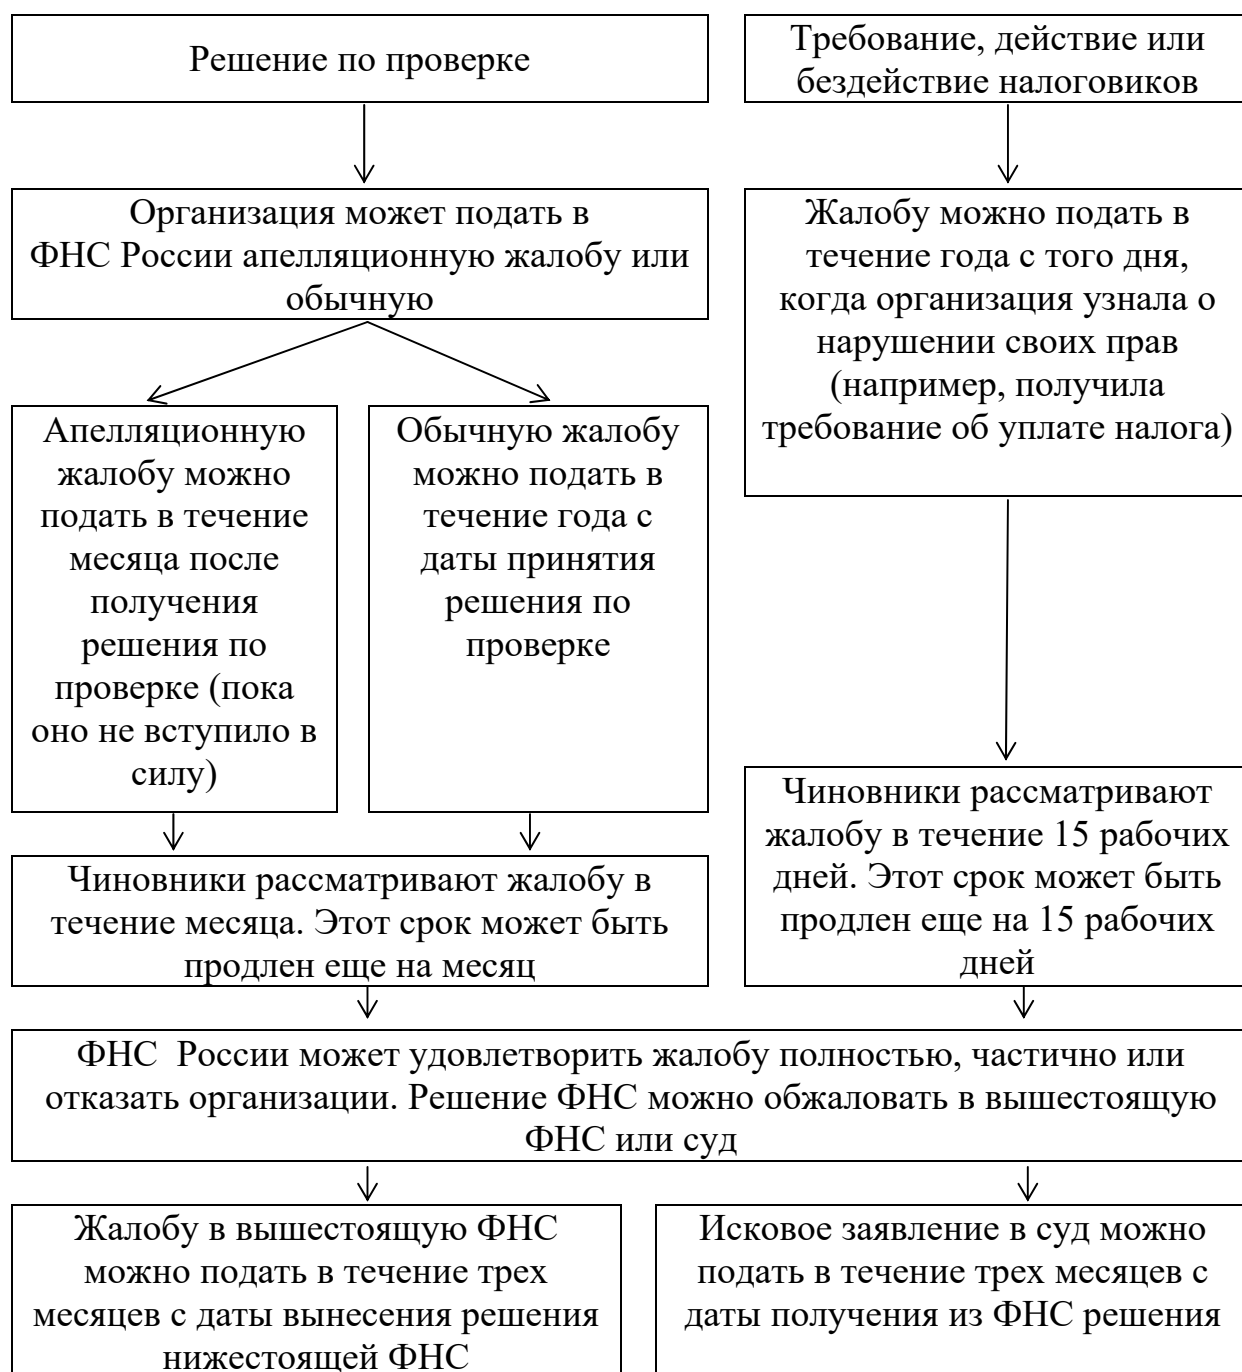 Решение по проверке
Требование, действие или
бездействие налоговиков
Организация может подать в
ФНС России апелляционную жалобу или
обычную
Жалобу можно подать в
течение года с того дня,
когда организация узнала о
нарушении своих прав
(например, получила
требование об уплате налога)
Апелляционную
жалобу можно
подать в течение
месяца после
получения
решения по
проверке (пока
оно не вступило в
силу)
Обычную жалобу
можно подать в
течение года с
даты принятия
решения по
проверке
Чиновники рассматривают жалобу в
течение месяца. Этот срок может быть
продлен еще на месяц
Чиновники рассматривают
жалобу в течение 15 рабочих
дней. Этот срок может быть
продлен еще на 15 рабочих
дней
ФНС  России может удовлетворить жалобу полностью, частично или
отказать организации. Решение ФНС можно обжаловать в вышестоящую
ФНС или суд
Жалобу в вышестоящую ФНС
можно подать в течение трех
месяцев с даты вынесения решения
нижестоящей ФНС
Исковое заявление в суд можно
подать в течение трех месяцев с
даты получения из ФНС решения